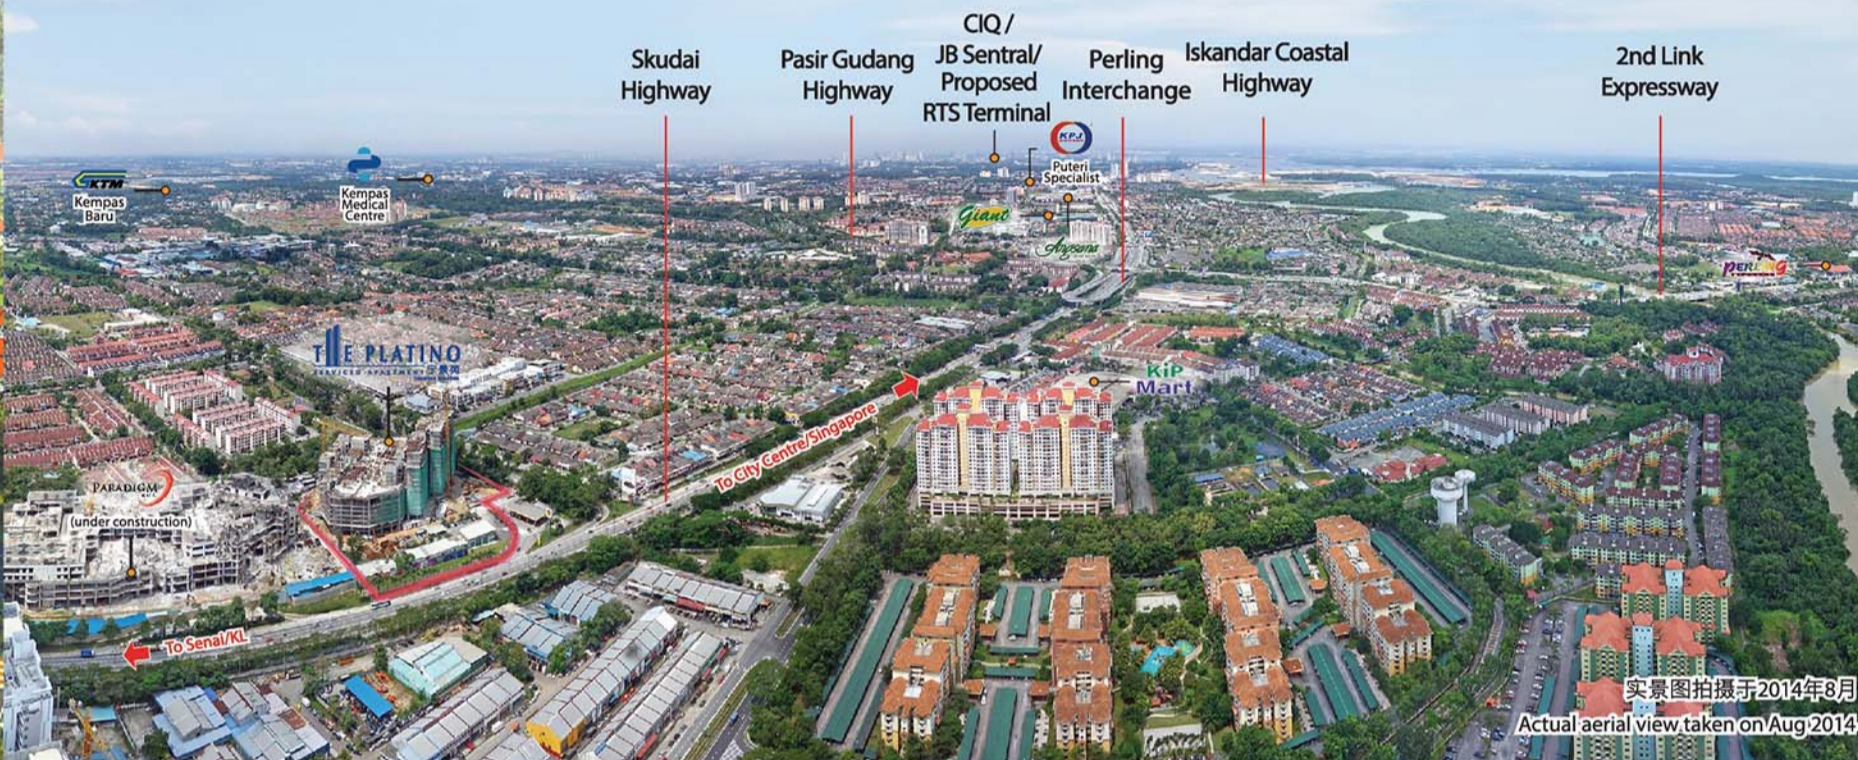 Skudai
Highway
Pasir Gudang
Highway
CIQ /
JB Sentral/
Proposed
RTS Terminal
Perling
Interchange
Iskandar Coastal
Highway
2nd Link
Expressway
KTM
Kempas
Baru
Kempas
Medical
Centre
KPJ
Puteri
Specialist
Giant
Angsana
PERLING
THE PLATINO
SERVICED APARTMENT
KiP
Mart
To City Centre/Singapore
PARADIGM
(under construction)
To Senai/KL
实景图拍摄于2014年8月
Actual aerial view taken on Aug 2014